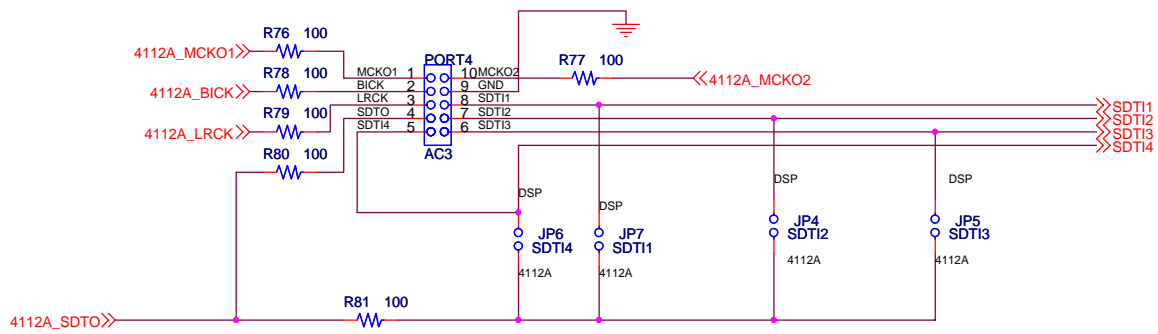 R76 100
4112A_MCKO1
R78 100
4112A_BICK
R79 100
4112A_LRCK
R80 100
PORT4
MCKO1 1 10 MCKO2
BICK 2 9 GND
LRCK 3 8 SDTI1
SDTO 4 7 SDTI2
SDTI4 5 6 SDTI3
AC3
R77 100
4112A_MCKO2
SDTI1
SDTI2
SDTI3
SDTI4
DSP
JP6
SDTI4
4112A
DSP
JP7
SDTI1
4112A
DSP
JP4
SDTI2
4112A
DSP
JP5
SDTI3
4112A
R81 100
4112A_SDTO